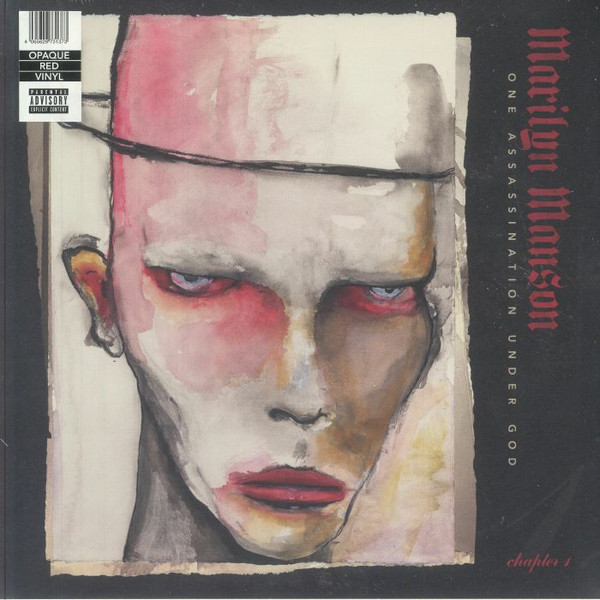 OPAQUE
RED
VINYL
PARENTAL
ADVISORY
EXPLICIT CONTENT
Marilyn Manson
ONE ASSASSINATION UNDER GOD
chapter 1